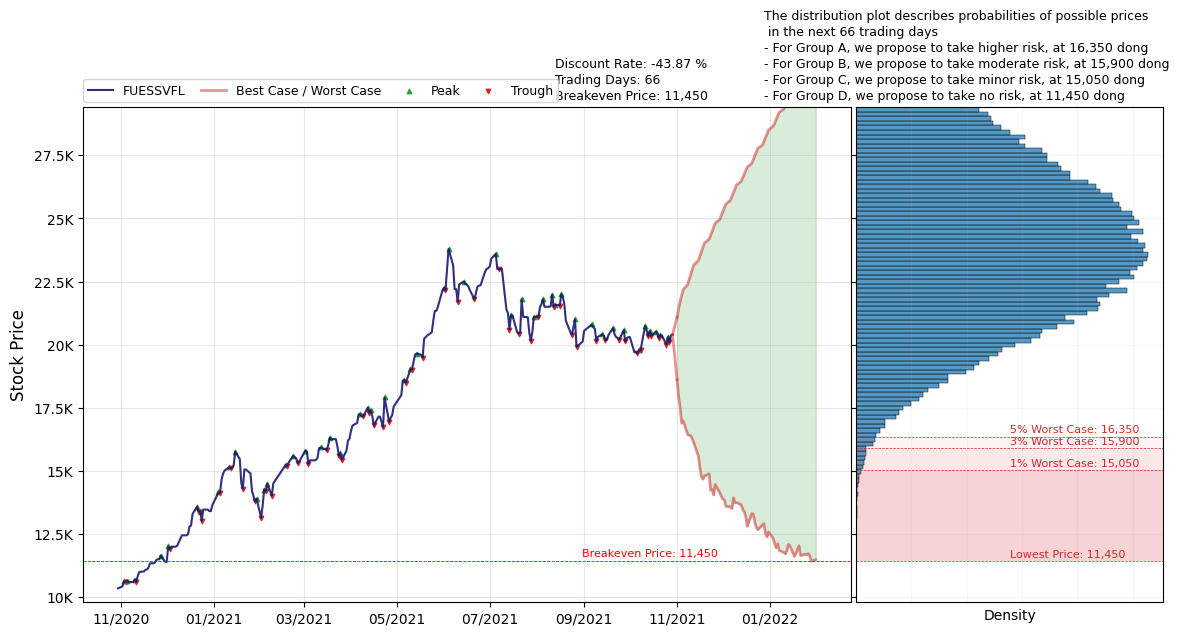 The distribution plot describes probabilities of possible prices
in the next 66 trading days
- For Group A, we propose to take higher risk, at 16,350 dong
- For Group B, we propose to take moderate risk, at 15,900 dong
- For Group C, we propose to take minor risk, at 15,050 dong
- For Group D, we propose to take no risk, at 11,450 dong
Discount Rate: -43.87 %
Trading Days: 66
Breakeven Price: 11,450
FUESSVFL
Best Case / Worst Case
Peak
Trough
Stock Price
27.5K
25K
22.5K
20K
17.5K
15K
12.5K
10K
Breakeven Price: 11,450
11/2020
01/2021
03/2021
05/2021
07/2021
09/2021
11/2021
01/2022
5% Worst Case: 16,350
3% Worst Case: 15,900
1% Worst Case: 15,050
Lowest Price: 11,450
Density